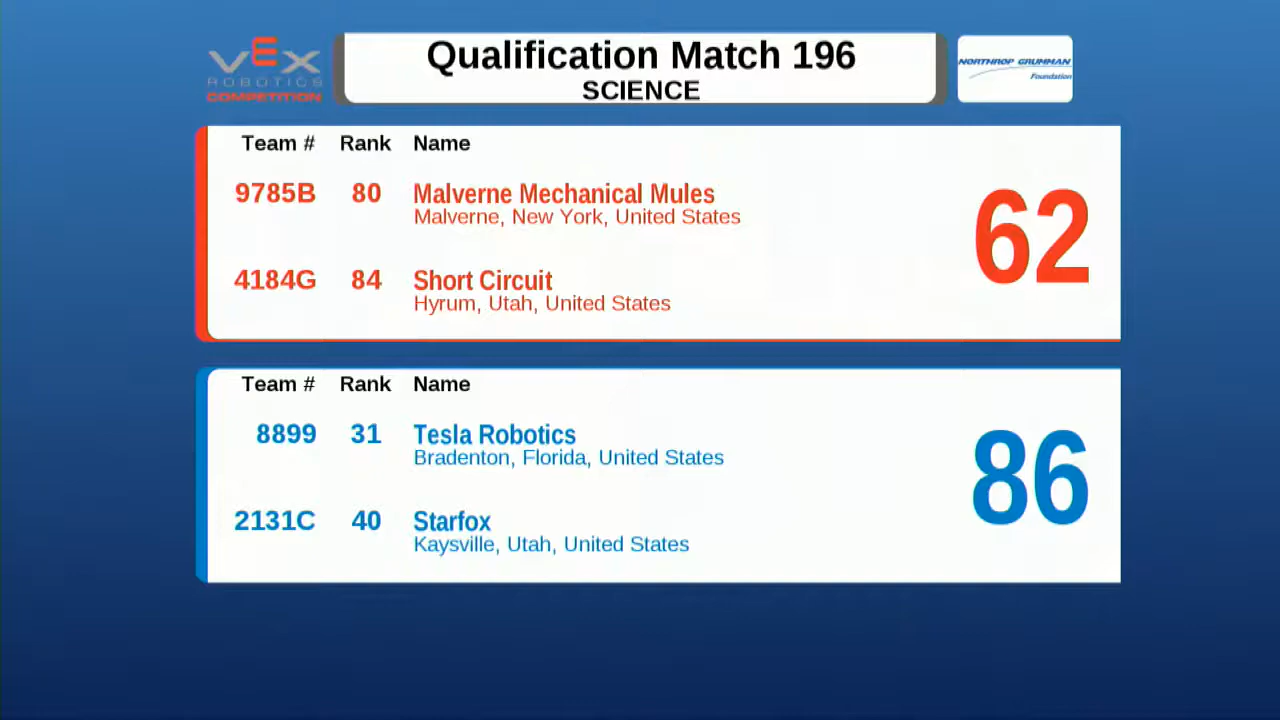 VEX
ROBOTICS
COMPETITION
Qualification Match 196
SCIENCE
NORTHROP GRUMMAN
Foundation
Team # Rank Name
9785B 80 Malverne Mechanical Mules
Malverne, New York, United States
62
4184G 84 Short Circuit
Hyrum, Utah, United States
Team # Rank Name
8899 31 Tesla Robotics
Bradenton, Florida, United States
86
2131C 40 Starfox
Kaysville, Utah, United States